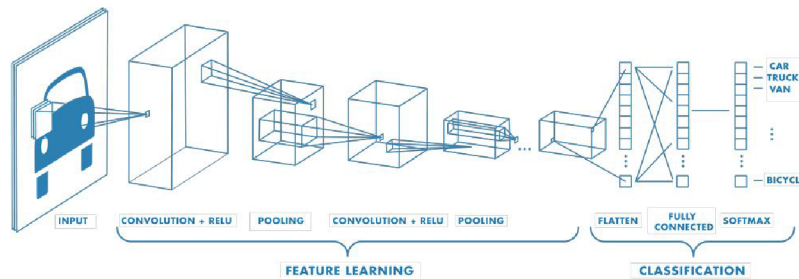 CAR
TRUCK
VAN
BICYCL
INPUT
CONVOLUTION + RELU
POOLING
CONVOLUTION + RELU
POOLING
FLATTEN
FULLY
CONNECTED
SOFTMAX
FEATURE LEARNING
CLASSIFICATION